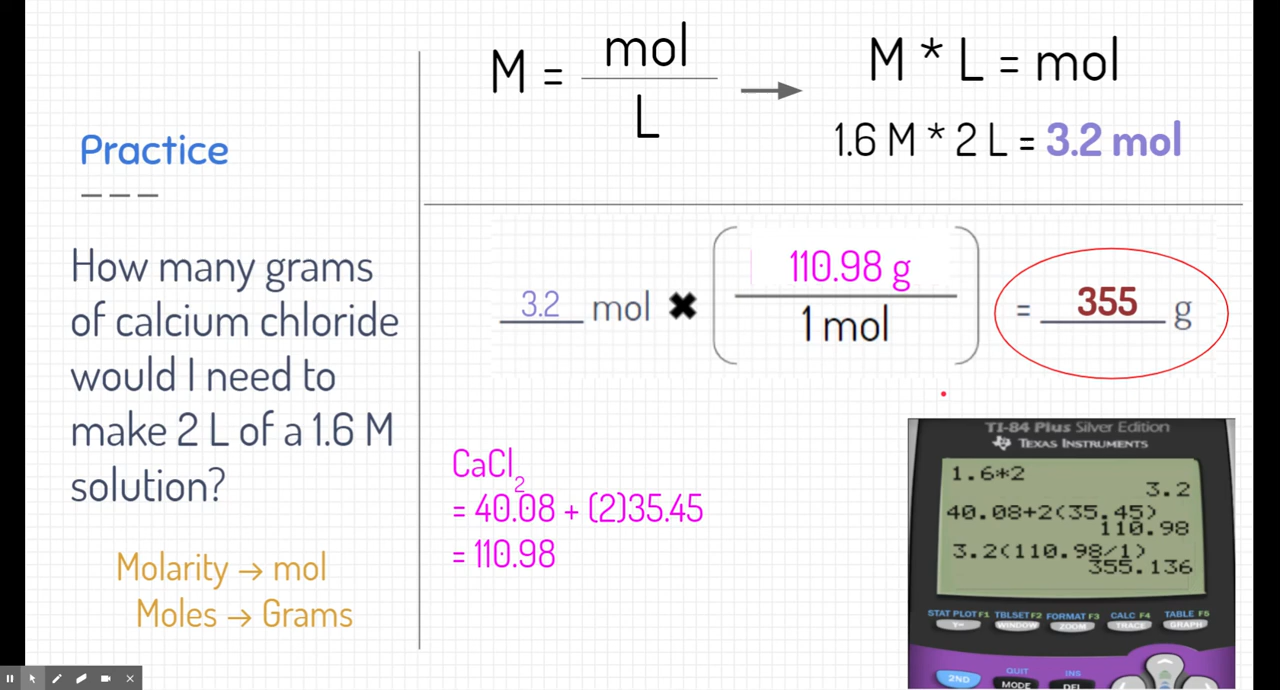 Practice
How many grams
of calcium chloride
would I need to
make 2 L of a 1.6 M
solution?
Molarity → mol
Moles → Grams
M = mol / L → M * L = mol
1.6 M * 2 L = 3.2 mol
3.2 mol ✖ 110.98 g / 1 mol = 355 g
CaCl₂
= 40.08 + (2)35.45
= 110.98
TI-84 Plus Silver Edition
TEXAS INSTRUMENTS
1.6*2
3.2
40.08+2(35.45)
110.98
3.2(110.98/1)
355.136
STAT PLOT F1 TBLSET F2 FORMAT F3 CALC F4 TABLE F5
Y= WINDOW ZOOM TRACE GRAPH
QUIT INS
2ND MODE DEL